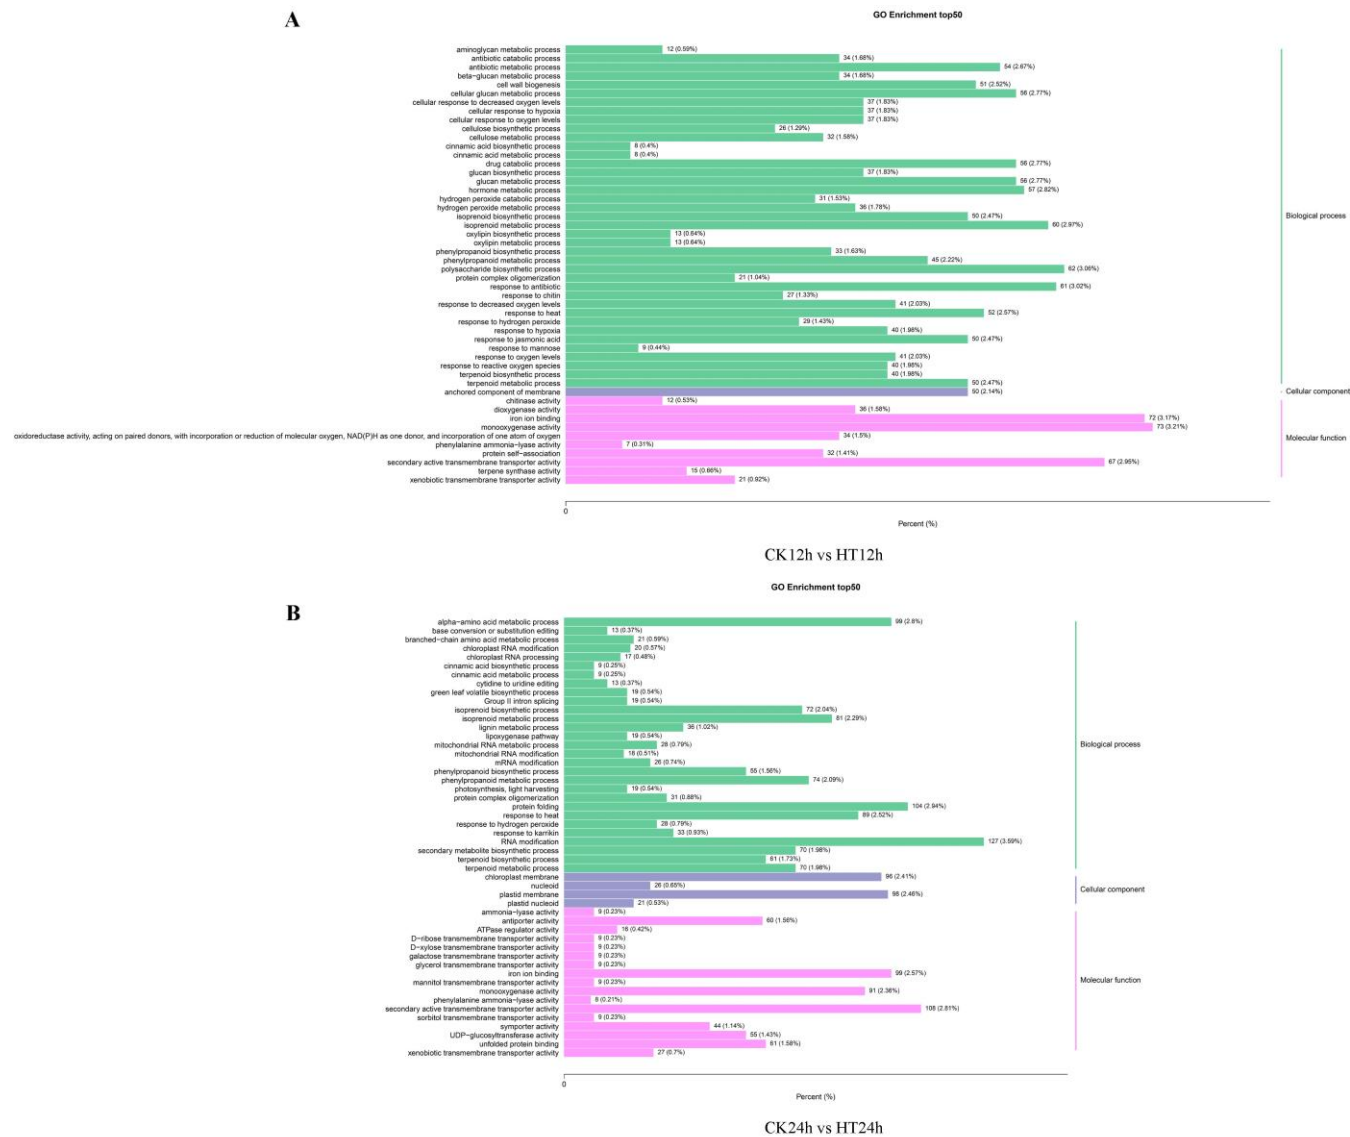 A
GO Enrichment top50
aminoglycan metabolic process 12 (0.59%)
antibiotic catabolic process 34 (1.68%)
antibiotic metabolic process 54 (2.67%)
beta−glucan metabolic process 34 (1.68%)
cell wall biogenesis 51 (2.52%)
cellular glucan metabolic process 56 (2.77%)
cellular response to decreased oxygen levels 37 (1.83%)
cellular response to hypoxia 37 (1.83%)
cellular response to oxygen levels 37 (1.83%)
cellulose biosynthetic process 26 (1.29%)
cellulose metabolic process 32 (1.58%)
cinnamic acid biosynthetic process 8 (0.4%)
cinnamic acid metabolic process 8 (0.4%)
drug catabolic process 56 (2.77%)
glucan biosynthetic process 37 (1.83%)
glucan metabolic process 56 (2.77%)
hormone metabolic process 57 (2.82%)
hydrogen peroxide catabolic process 31 (1.53%)
hydrogen peroxide metabolic process 36 (1.78%)
isoprenoid biosynthetic process 50 (2.47%)
isoprenoid metabolic process 60 (2.97%)
oxylipin biosynthetic process 13 (0.64%)
oxylipin metabolic process 13 (0.64%)
phenylpropanoid biosynthetic process 33 (1.63%)
phenylpropanoid metabolic process 45 (2.22%)
polysaccharide biosynthetic process 62 (3.06%)
protein complex oligomerization 21 (1.04%)
response to antibiotic 61 (3.02%)
response to chitin 27 (1.33%)
response to decreased oxygen levels 41 (2.03%)
response to heat 52 (2.57%)
response to hydrogen peroxide 29 (1.43%)
response to hypoxia 40 (1.98%)
response to jasmonic acid 50 (2.47%)
response to mannose 9 (0.44%)
response to oxygen levels 41 (2.03%)
response to reactive oxygen species 40 (1.98%)
terpenoid biosynthetic process 40 (1.98%)
terpenoid metabolic process 50 (2.47%)
anchored component of membrane 50 (2.14%)
chitinase activity 12 (0.53%)
dioxygenase activity 36 (1.58%)
iron ion binding 72 (3.17%)
monooxygenase activity 73 (3.21%)
oxidoreductase activity, acting on paired donors, with incorporation or reduction of molecular oxygen, NAD(P)H as one donor, and incorporation of one atom of oxygen 34 (1.5%)
phenylalanine ammonia−lyase activity 7 (0.31%)
protein self−association 32 (1.41%)
secondary active transmembrane transporter activity 67 (2.95%)
terpene synthase activity 15 (0.66%)
xenobiotic transmembrane transporter activity 21 (0.92%)
Biological process
Cellular component
Molecular function
0
Percent (%)
CK12h vs HT12h
B
GO Enrichment top50
alpha−amino acid metabolic process 99 (2.8%)
base conversion or substitution editing 13 (0.37%)
branched−chain amino acid metabolic process 21 (0.59%)
chloroplast RNA modification 20 (0.57%)
chloroplast RNA processing 17 (0.48%)
cinnamic acid biosynthetic process 9 (0.25%)
cinnamic acid metabolic process 9 (0.25%)
cytidine to uridine editing 13 (0.37%)
green leaf volatile biosynthetic process 19 (0.54%)
Group II intron splicing 19 (0.54%)
isoprenoid biosynthetic process 72 (2.04%)
isoprenoid metabolic process 81 (2.29%)
lignin metabolic process 36 (1.02%)
lipoxygenase pathway 19 (0.54%)
mitochondrial RNA metabolic process 28 (0.79%)
mitochondrial RNA modification 18 (0.51%)
mRNA modification 26 (0.74%)
phenylpropanoid biosynthetic process 55 (1.56%)
phenylpropanoid metabolic process 74 (2.09%)
photosynthesis, light harvesting 19 (0.54%)
protein complex oligomerization 31 (0.88%)
protein folding 104 (2.94%)
response to heat 89 (2.52%)
response to hydrogen peroxide 28 (0.79%)
response to karrikin 33 (0.93%)
RNA modification 127 (3.59%)
secondary metabolite biosynthetic process 70 (1.98%)
terpenoid biosynthetic process 61 (1.73%)
terpenoid metabolic process 70 (1.98%)
chloroplast membrane 96 (2.41%)
nucleoid 26 (0.65%)
plastid membrane 98 (2.46%)
plastid nucleoid 21 (0.53%)
ammonia−lyase activity 9 (0.23%)
antiporter activity 60 (1.56%)
ATPase regulator activity 16 (0.42%)
D−ribose transmembrane transporter activity 9 (0.23%)
D−xylose transmembrane transporter activity 9 (0.23%)
galactose transmembrane transporter activity 9 (0.23%)
glycerol transmembrane transporter activity 9 (0.23%)
iron ion binding 99 (2.57%)
mannitol transmembrane transporter activity 9 (0.23%)
monooxygenase activity 91 (2.36%)
phenylalanine ammonia−lyase activity 8 (0.21%)
secondary active transmembrane transporter activity 108 (2.81%)
sorbitol transmembrane transporter activity 9 (0.23%)
symporter activity 44 (1.14%)
UDP−glucosyltransferase activity 55 (1.43%)
unfolded protein binding 61 (1.58%)
xenobiotic transmembrane transporter activity 27 (0.7%)
Biological process
Cellular component
Molecular function
0
Percent (%)
CK24h vs HT24h